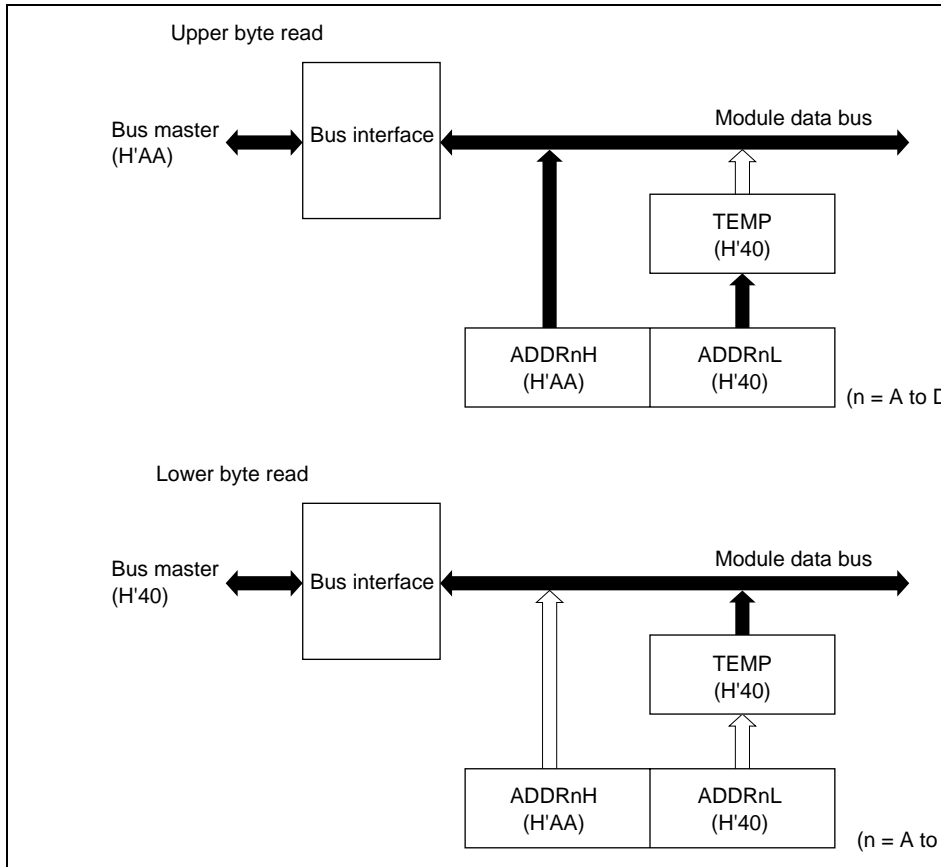 Upper byte read
Bus master
(H'AA)
Bus interface
Module data bus
TEMP
(H'40)
ADDRnH
(H'AA)
ADDRnL
(H'40)
(n = A to D
Lower byte read
Bus master
(H'40)
Bus interface
Module data bus
TEMP
(H'40)
ADDRnH
(H'AA)
ADDRnL
(H'40)
(n = A to